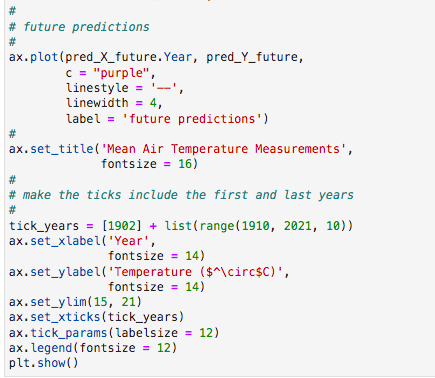 #
# future predictions
#
ax.plot(pred_X_future.Year, pred_Y_future,
        c = "purple",
        linestyle = '--',
        linewidth = 4,
        label = 'future predictions')
#
ax.set_title('Mean Air Temperature Measurements',
             fontsize = 16)
#
# make the ticks include the first and last years
#
tick_years = [1902] + list(range(1910, 2021, 10))
ax.set_xlabel('Year',
              fontsize = 14)
ax.set_ylabel('Temperature ($^\circ$C)',
              fontsize = 14)
ax.set_ylim(15, 21)
ax.set_xticks(tick_years)
ax.tick_params(labelsize = 12)
ax.legend(fontsize = 12)
plt.show()